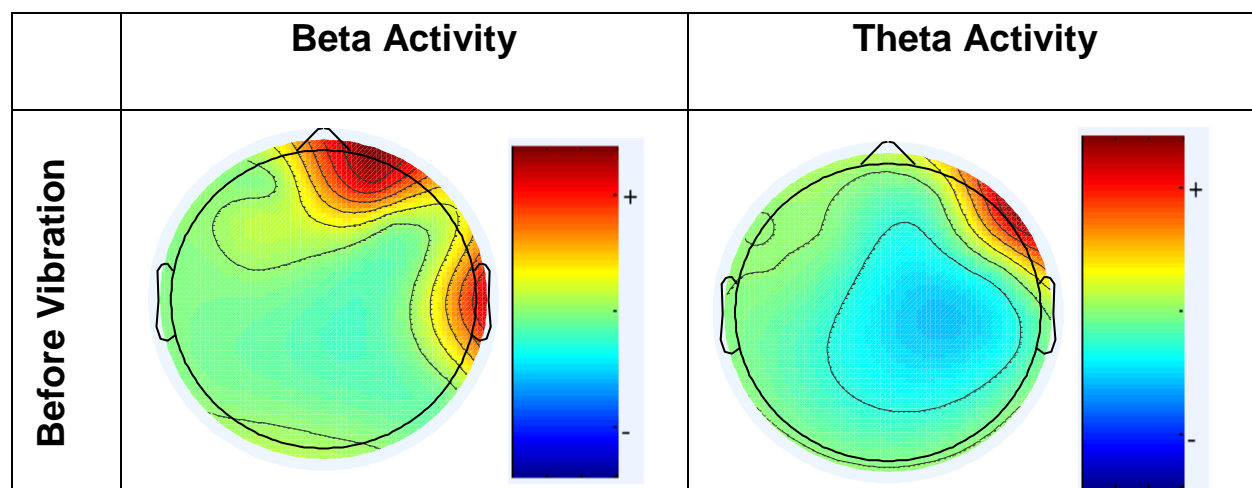 Beta Activity
Theta Activity
Before Vibration
+
-
+
-